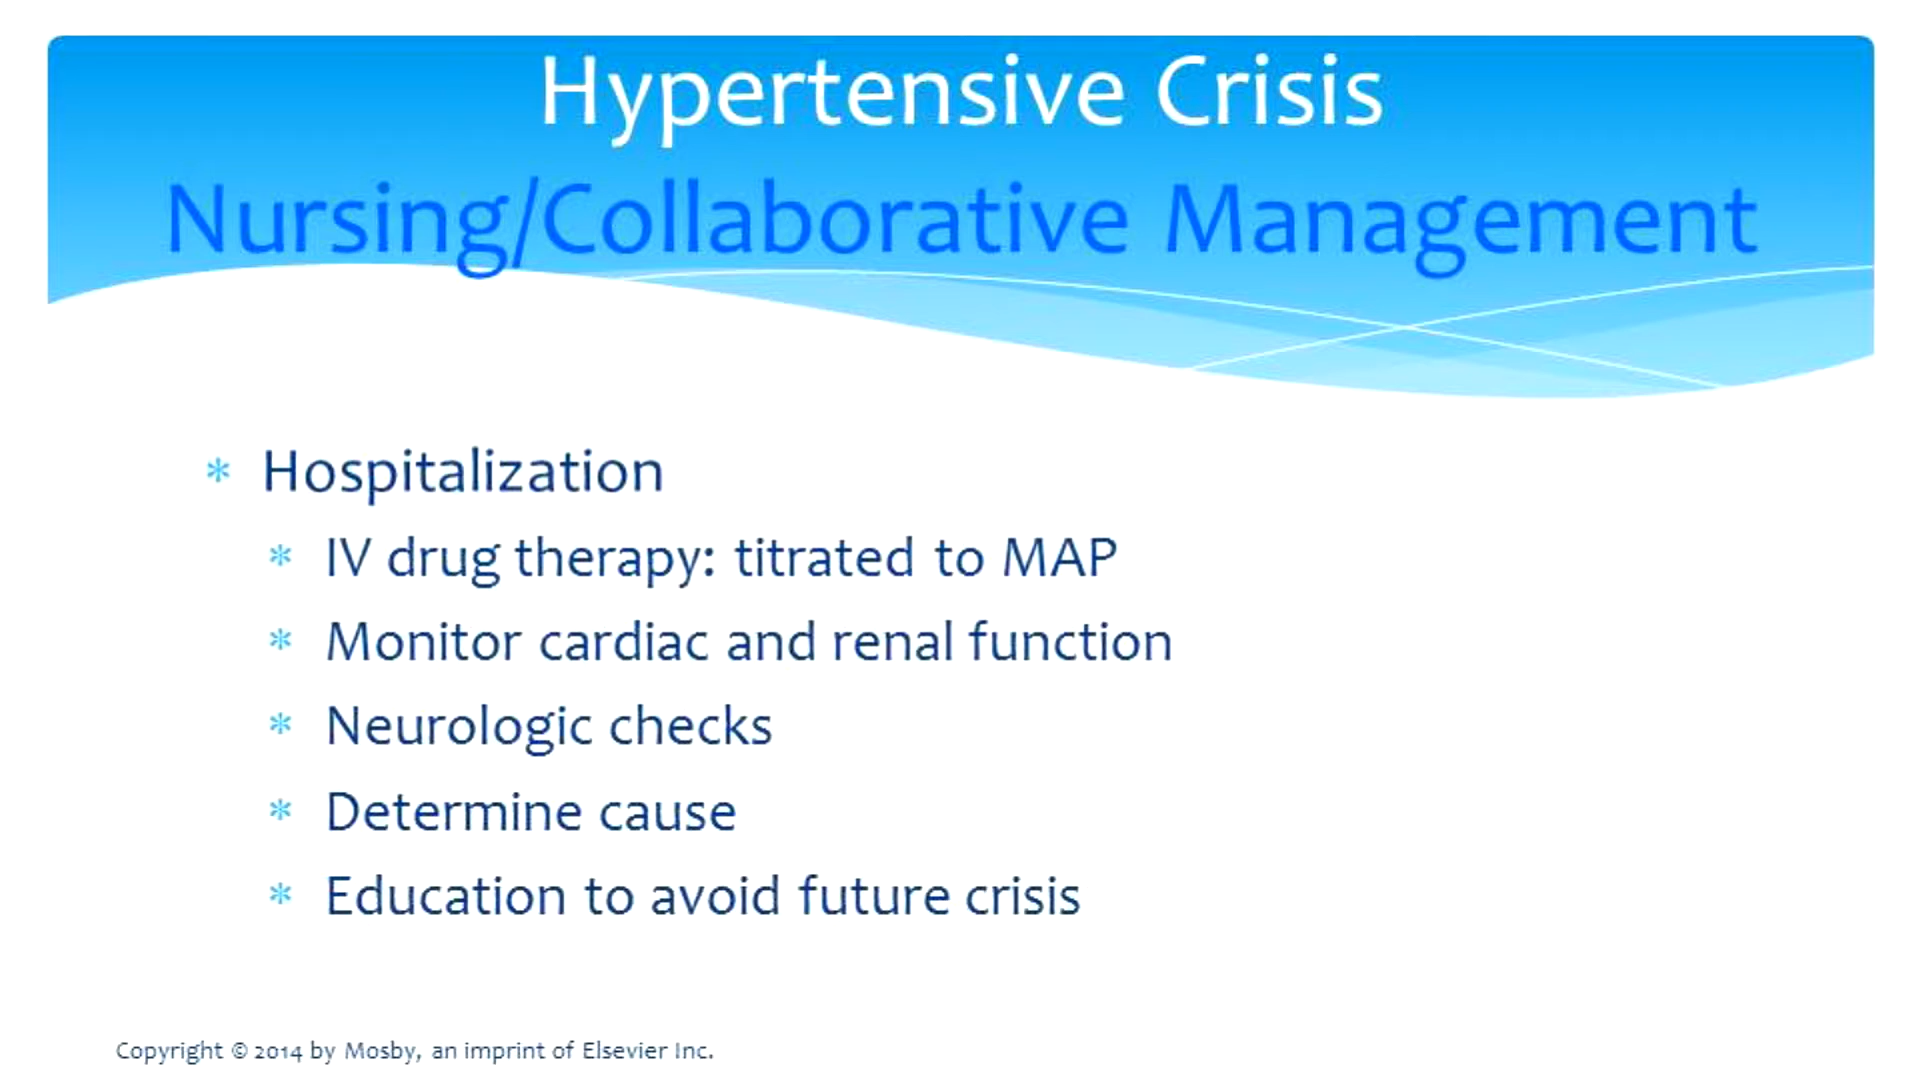 Hypertensive Crisis
Nursing/Collaborative Management
* Hospitalization
* IV drug therapy: titrated to MAP
* Monitor cardiac and renal function
* Neurologic checks
* Determine cause
* Education to avoid future crisis
Copyright © 2014 by Mosby, an imprint of Elsevier Inc.